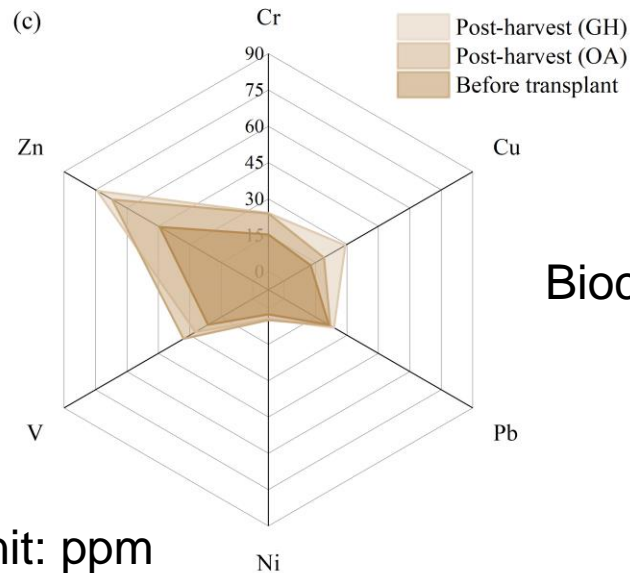 (c)
Cr
Post-harvest (GH)
Post-harvest (OA)
Before transplant
90
75
60
45
30
15
0
Zn
Cu
V
Pb
Ni